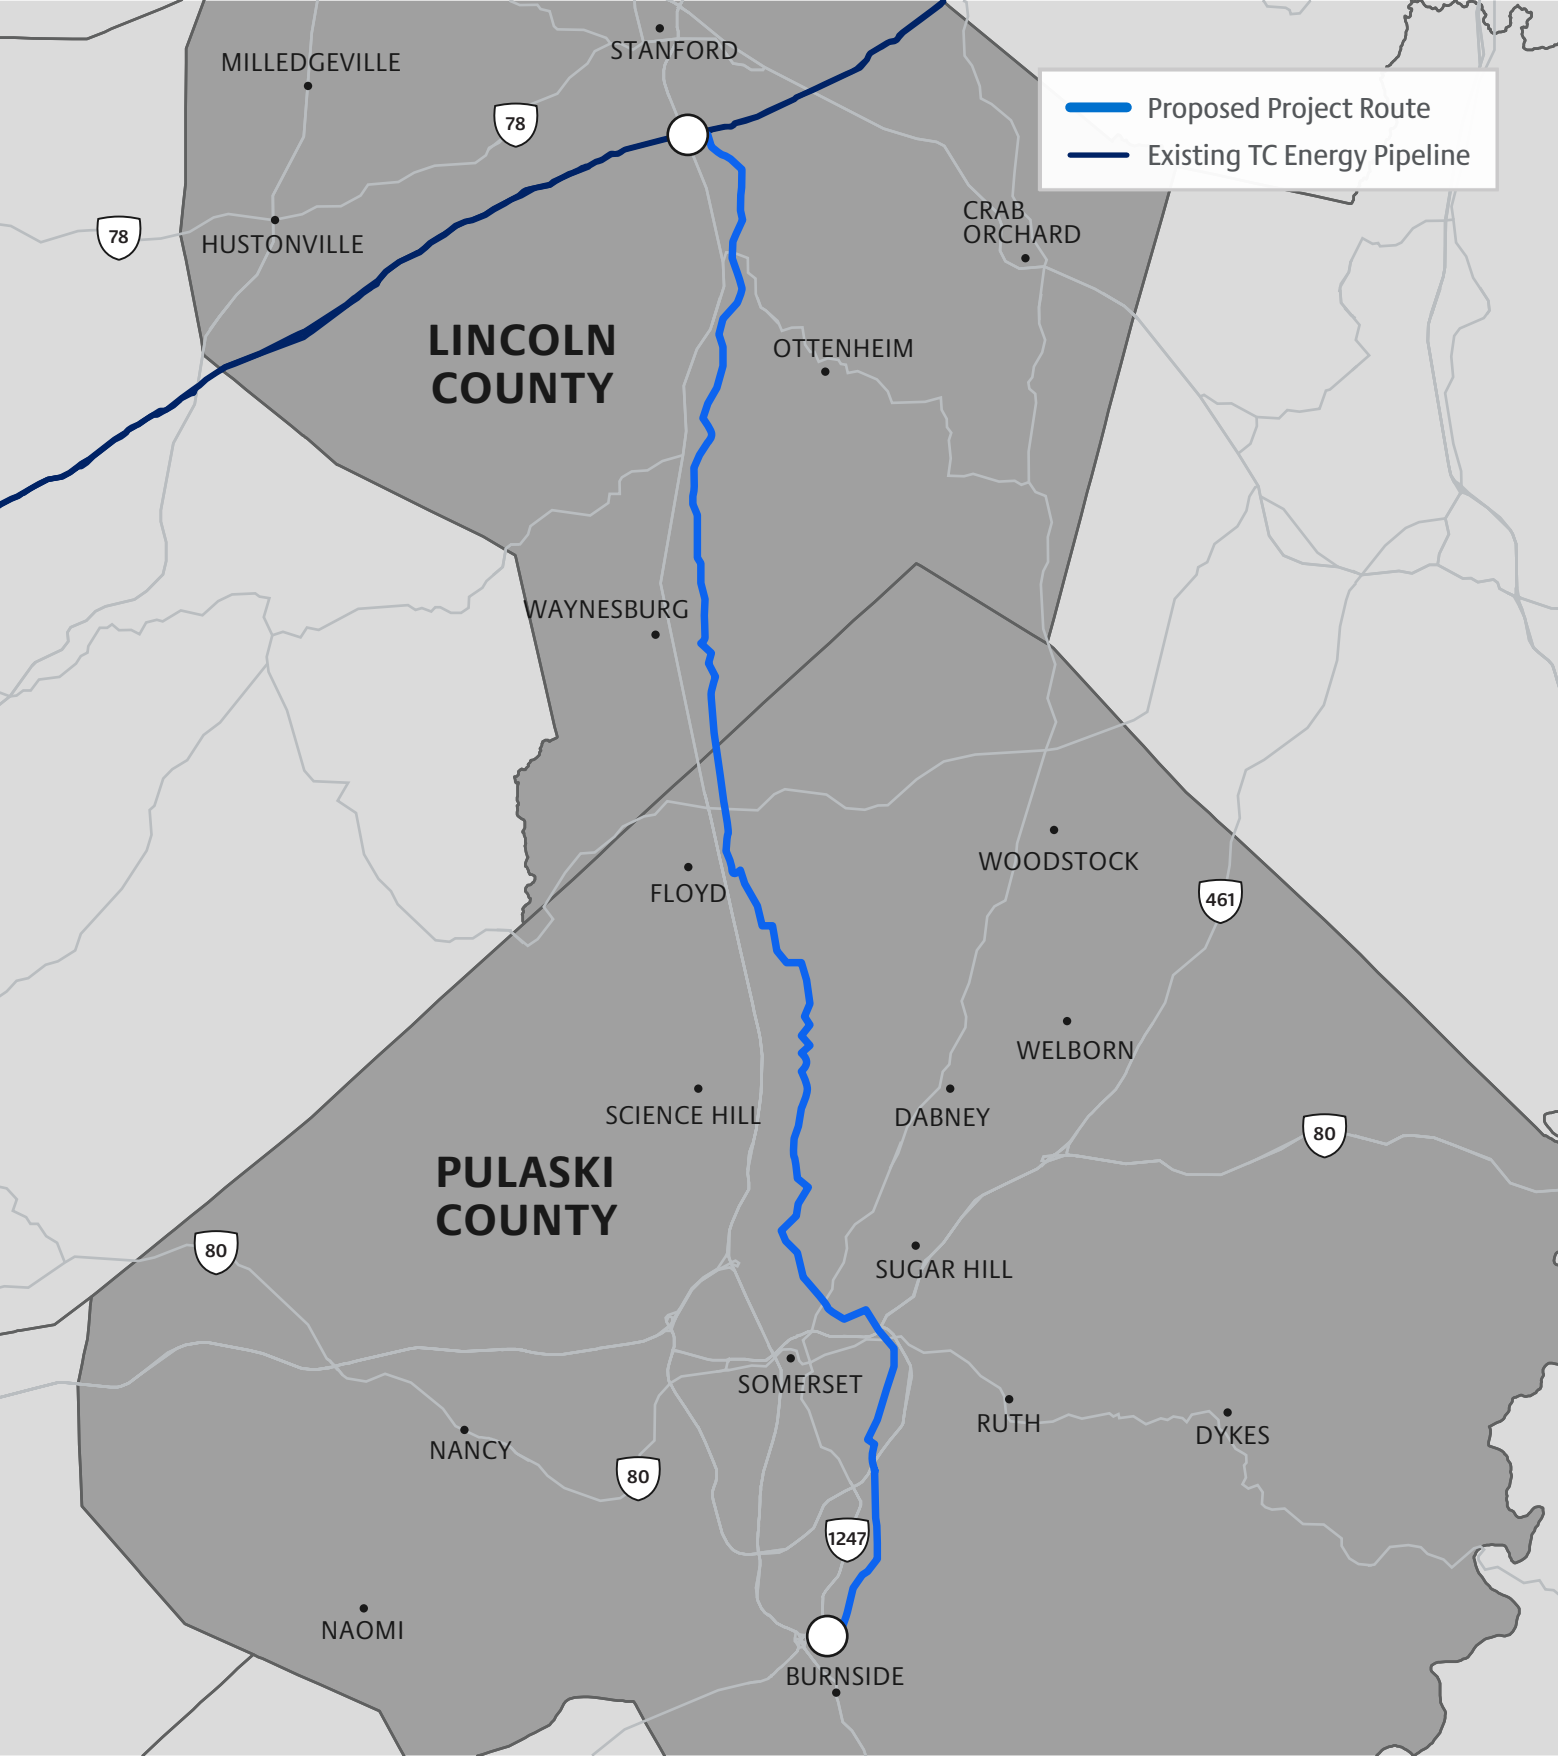 STANFORD
MILLEDGEVILLE
Proposed Project Route
78
Existing TC Energy Pipeline
CRAB
ORCHARD
78
HUSTONVILLE
LINCOLN
COUNTY
OTTENHEIM
WAYNESBURG
WOODSTOCK
FLOYD
461
WELBORN
SCIENCE HILL
DABNEY
80
PULASKI
COUNTY
80
SUGAR HILL
SOMERSET
RUTH
DYKES
NANCY
80
1247
NAOMI
BURNSIDE